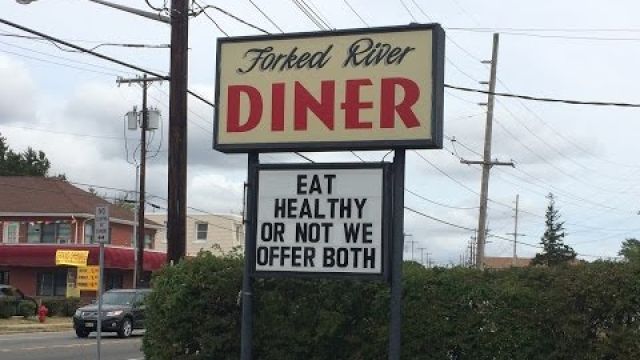 Forked River
DINER
EAT
HEALTHY
OR NOT WE
OFFER BOTH